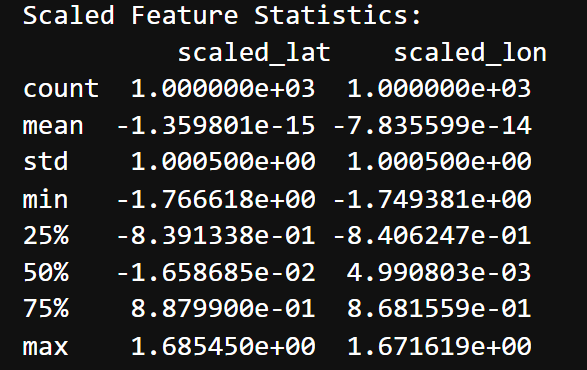 Scaled Feature Statistics:
scaled_lat scaled_lon
count 1.000000e+03 1.000000e+03
mean -1.359801e-15 -7.835599e-14
std 1.000500e+00 1.000500e+00
min -1.766618e+00 -1.749381e+00
25% -8.391338e-01 -8.406247e-01
50% -1.658685e-02 4.990803e-03
75% 8.879900e-01 8.681559e-01
max 1.685450e+00 1.671619e+00